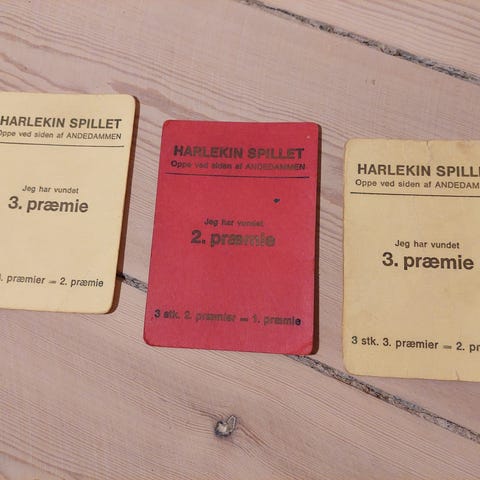 HARLEKIN SPILLET
Oppe ved siden af ANDEDAMMEN
Jeg har vundet
3. præmie
3. præmier = 2. præmie
HARLEKIN SPILLET
Oppe ved siden af ANDEDAMMEN
Jeg har vundet
2. præmie
3 stk. 2. præmier = 1. præmie
HARLEKIN SPILLE
Oppe ved siden af ANDEDAM
Jeg har vundet
3. præmie
3 stk. 3. præmier = 2. pr